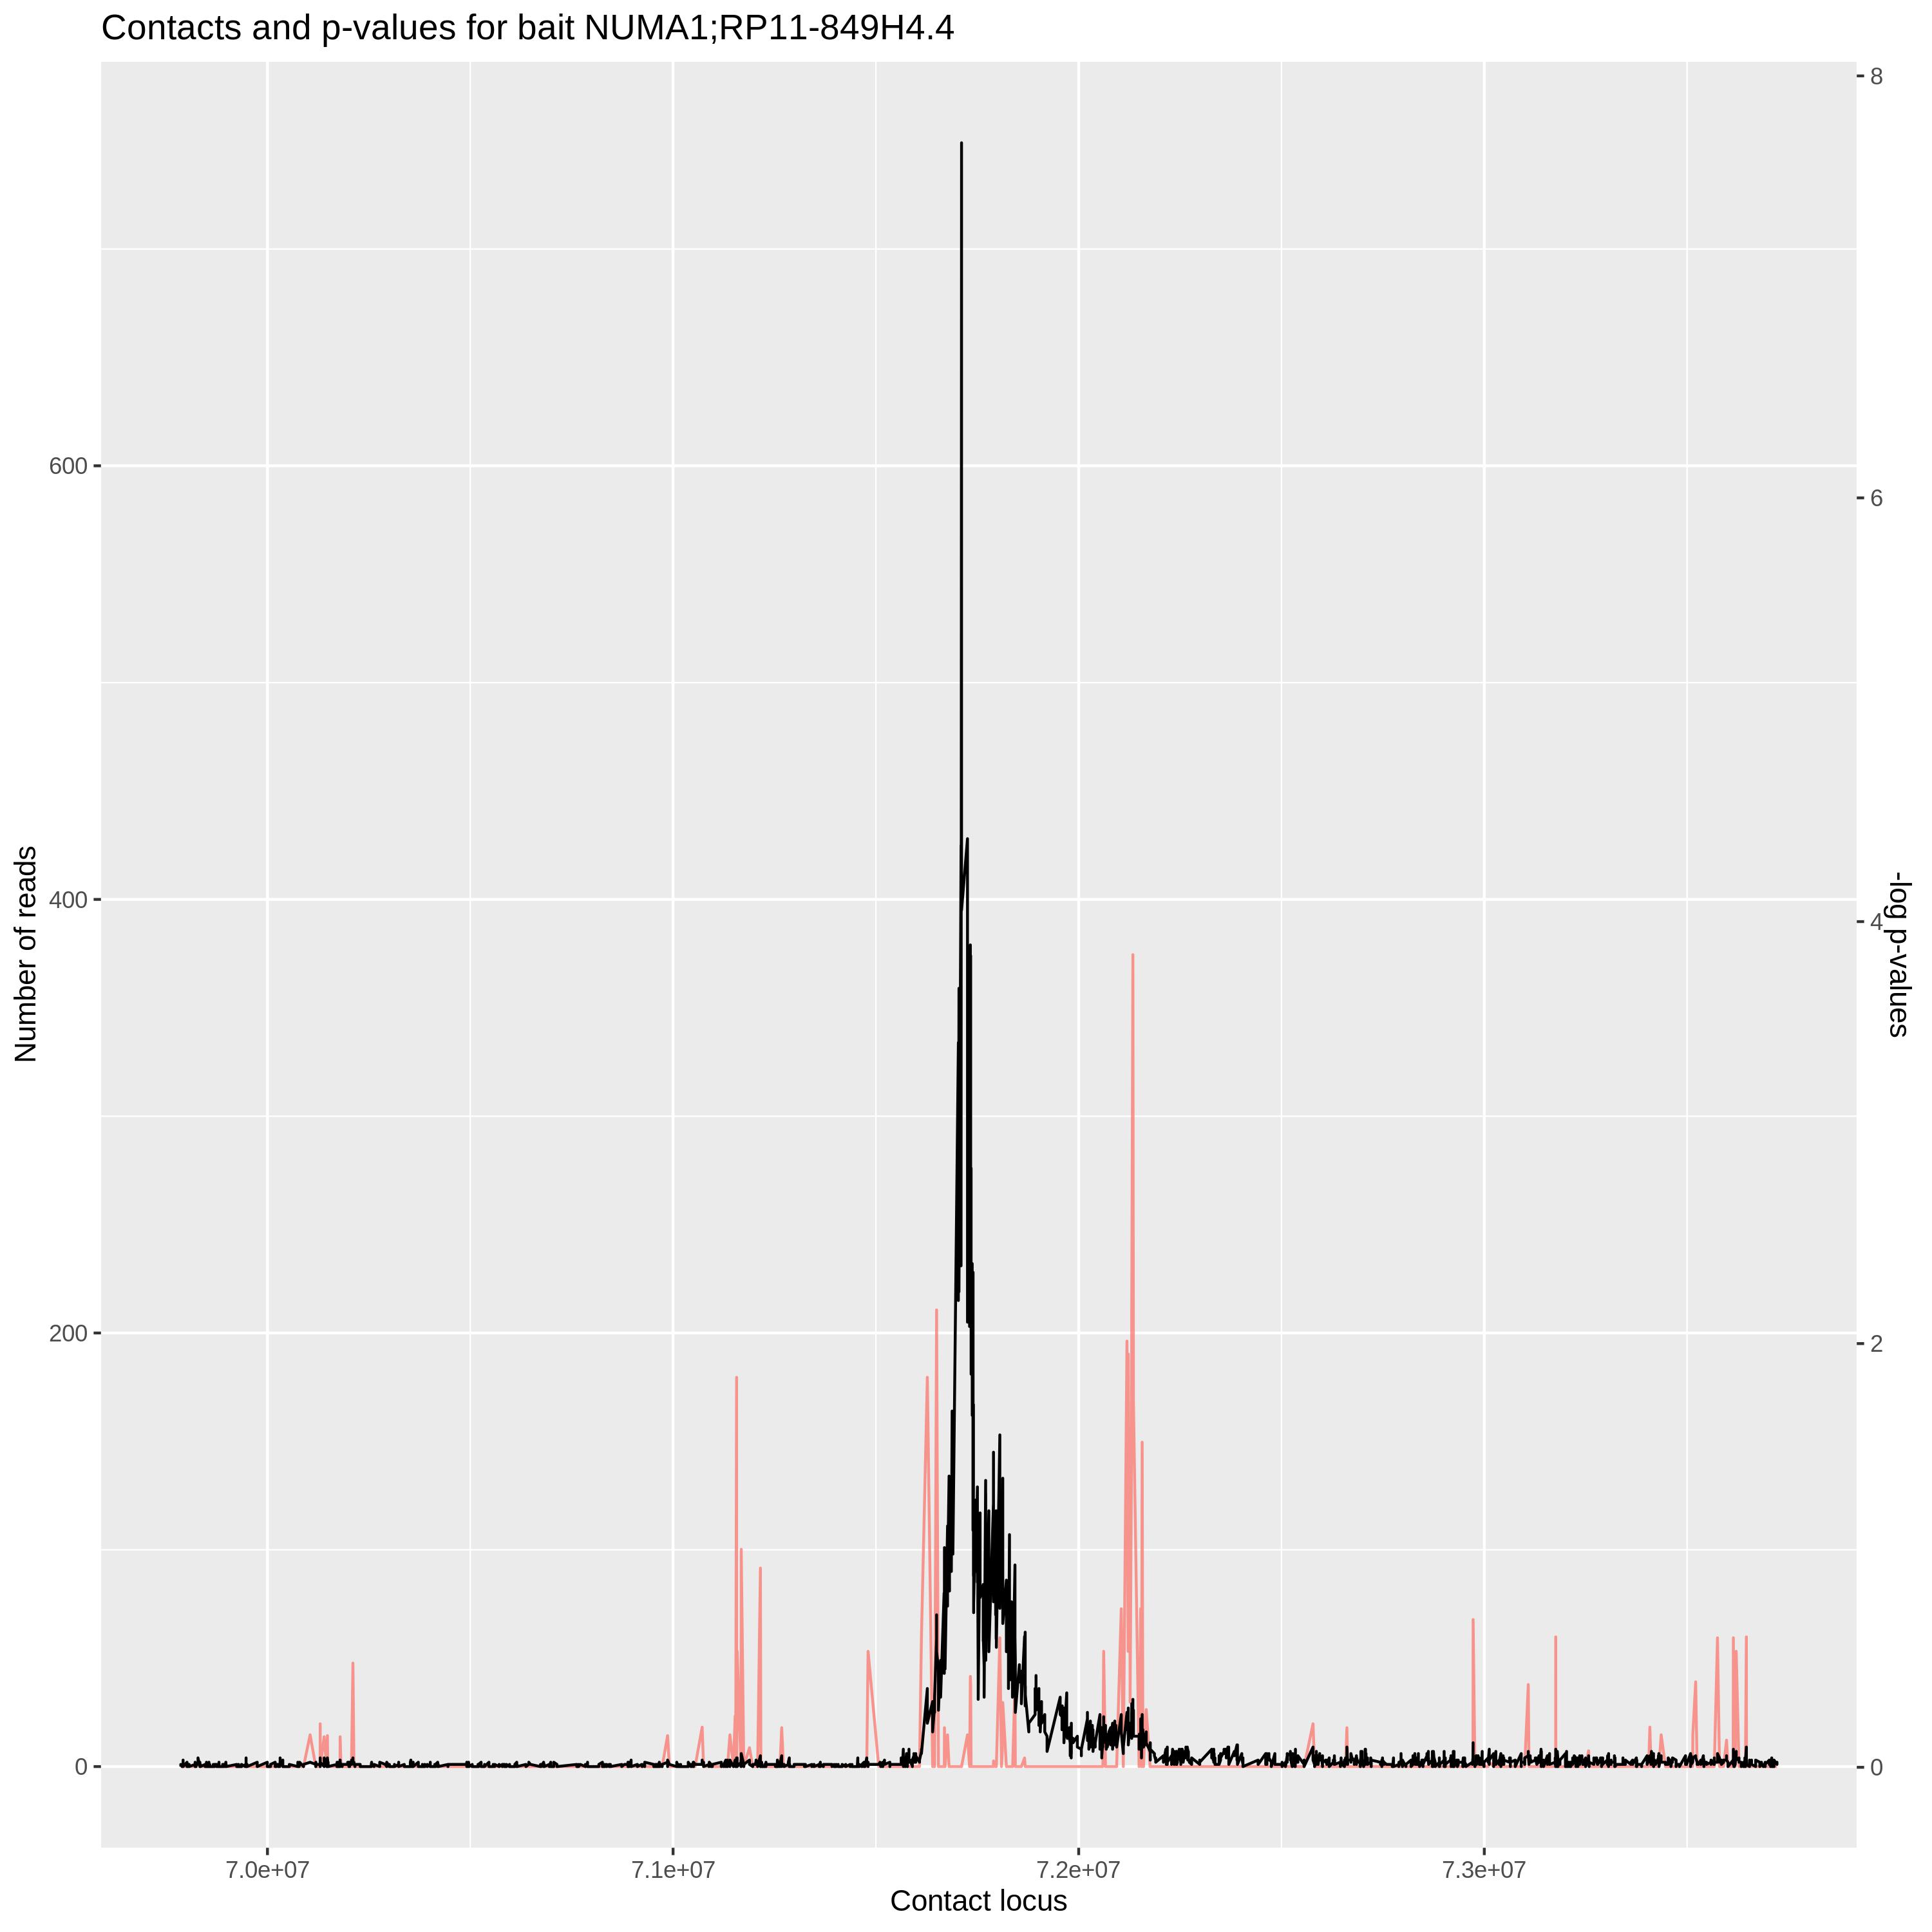 Contacts and p-values for bait NUMA1;RP11-849H4.4
8
600
6
400
4
200
2
0
0
Number of reads
-log p-values
7.0e+07
7.1e+07
7.2e+07
7.3e+07
Contact locus